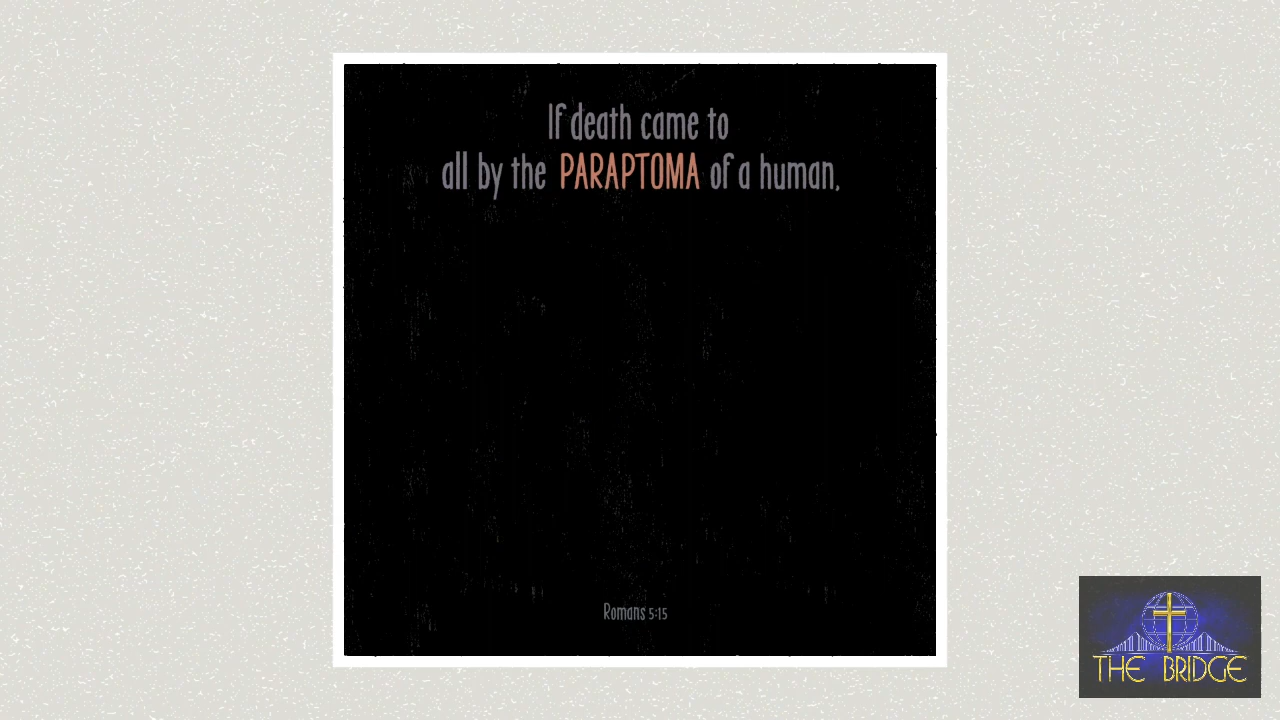 If death came to
all by the PARAPTOMA of a human,
Romans 5:15
THE BRIDGE